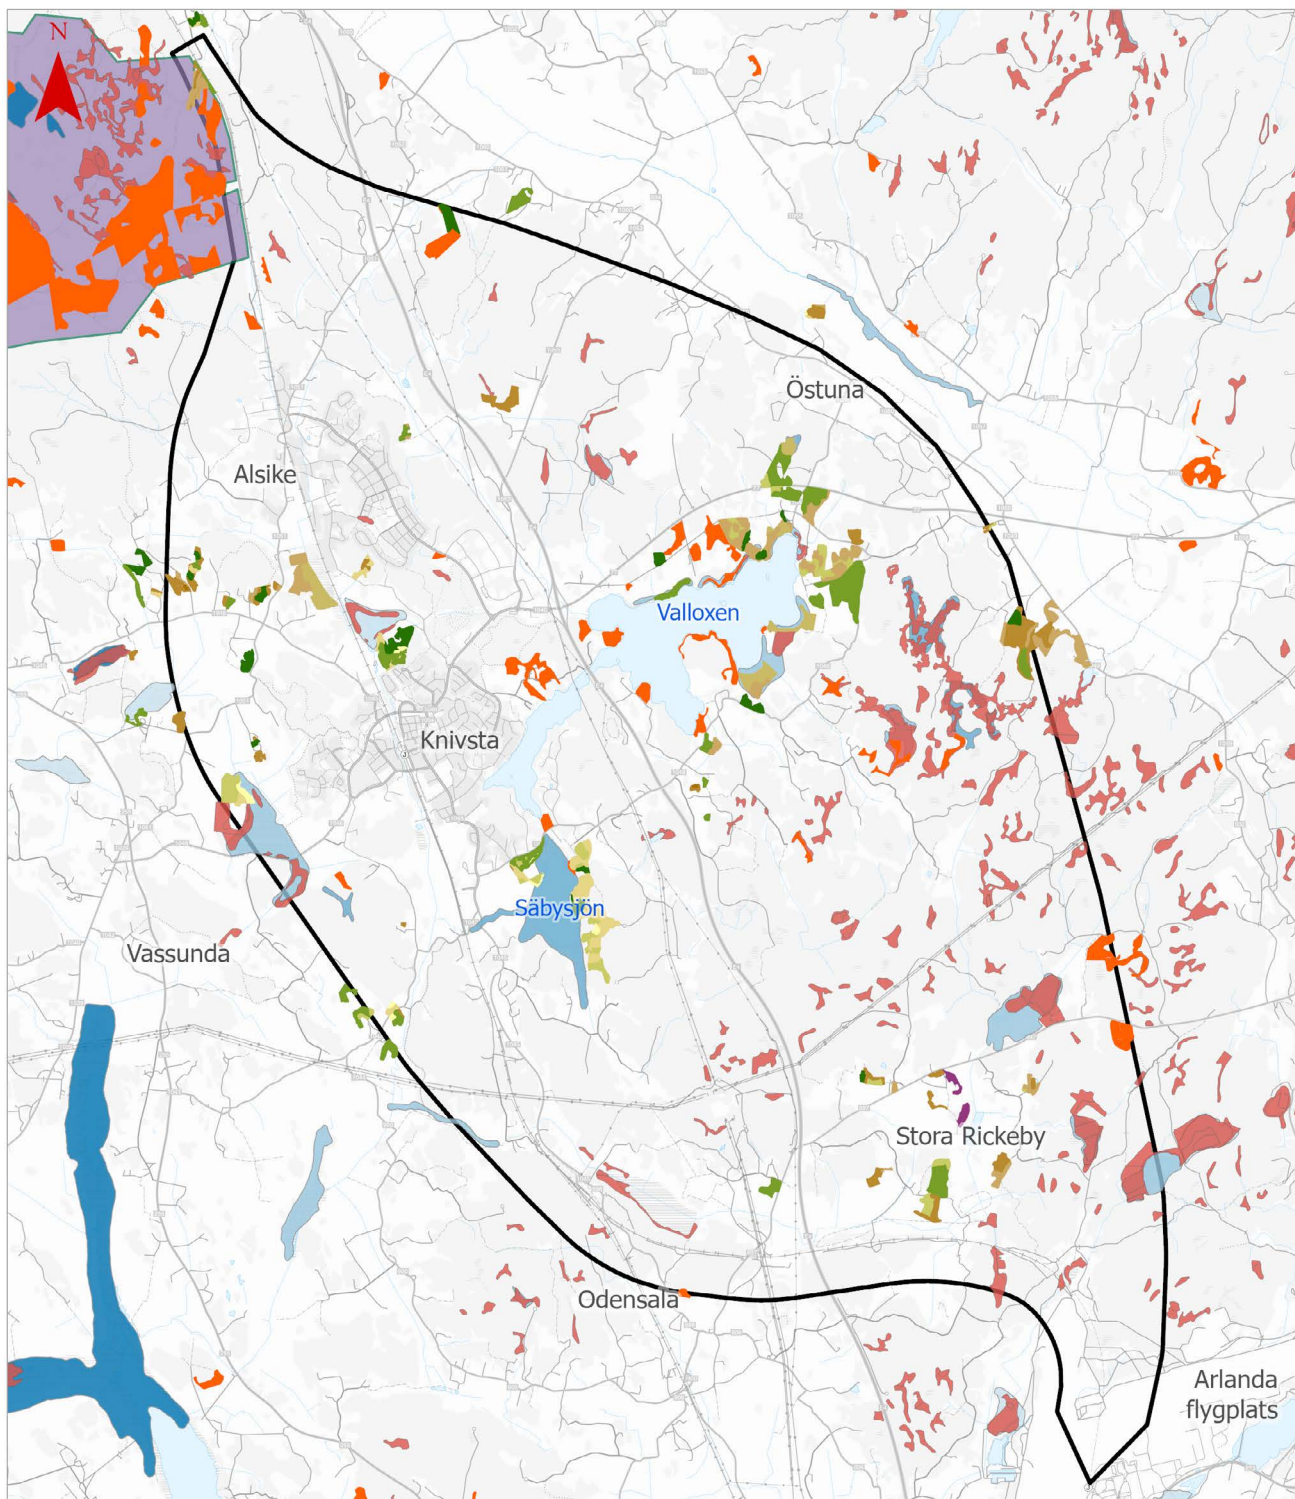 N
Östuna
Alsike
Valloxen
Knivsta
Säbysjön
Vassunda
Stora Rickeby
Odensala
Arlanda
flygplats